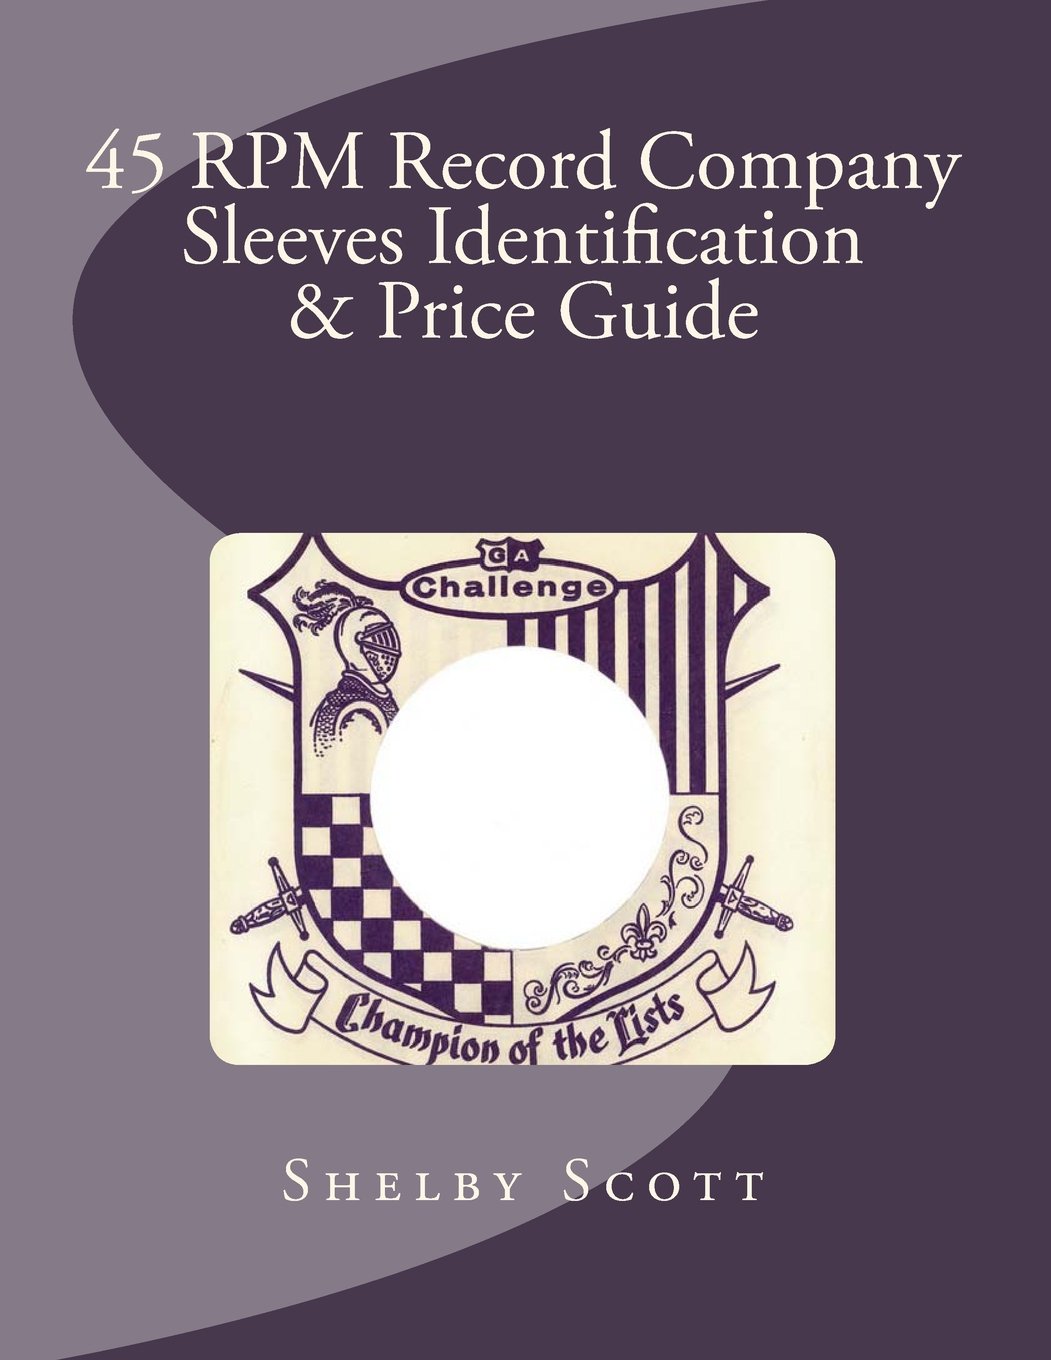 45 RPM Record Company
Sleeves Identification
& Price Guide
GA
Challenge
Champion of the Lists
Shelby Scott